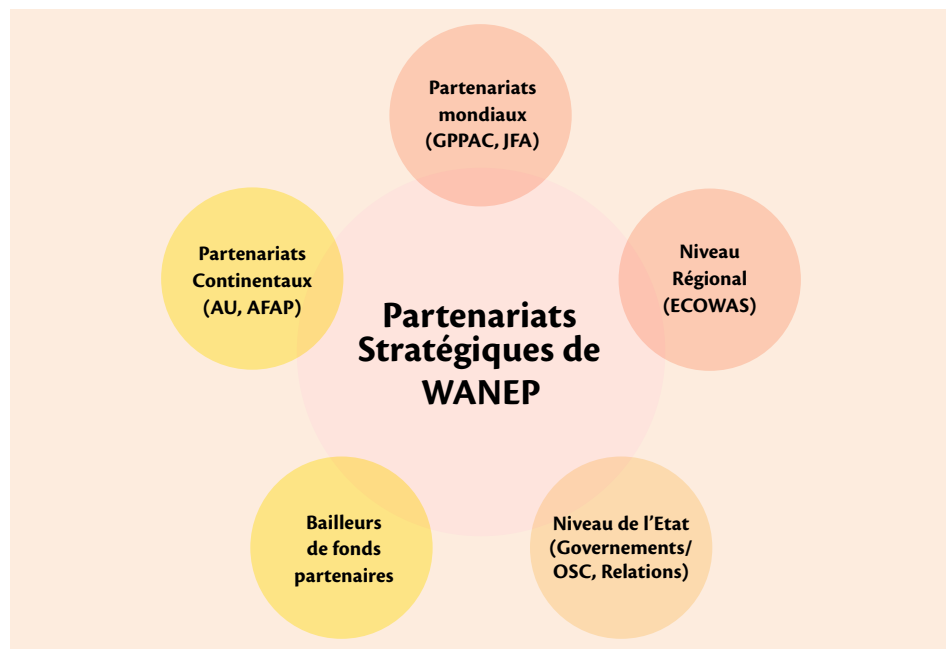 Partenariats
mondiaux
(GPPAC, JFA)
Partenariats
Continentaux
(AU, AFAP)
Niveau
Régional
(ECOWAS)
Partenariats
Stratégiques de
WANEP
Bailleurs
de fonds
partenaires
Niveau de l'Etat
(Governements/
OSC, Relations)